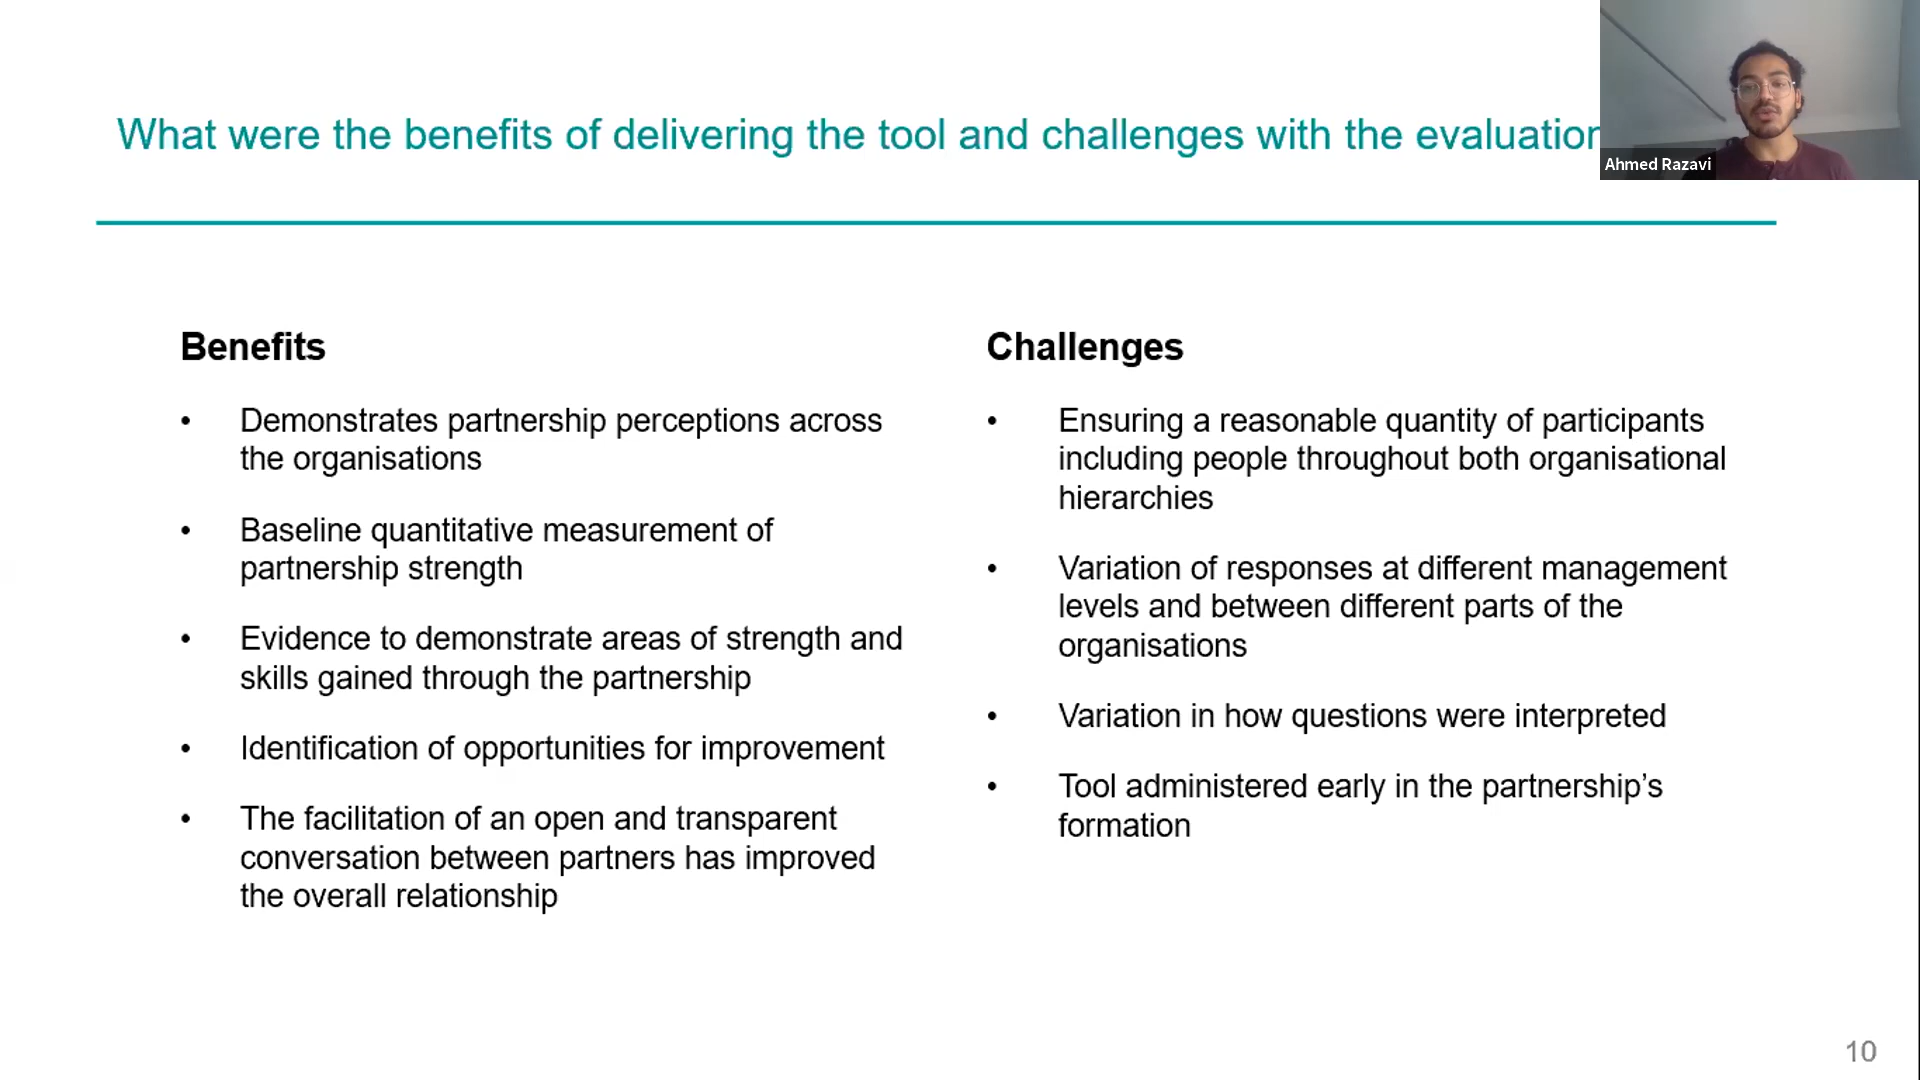 What were the benefits of delivering the tool and challenges with the evaluation
Ahmed Razavi
Benefits
• Demonstrates partnership perceptions across
the organisations
• Baseline quantitative measurement of
partnership strength
• Evidence to demonstrate areas of strength and
skills gained through the partnership
• Identification of opportunities for improvement
• The facilitation of an open and transparent
conversation between partners has improved
the overall relationship
Challenges
• Ensuring a reasonable quantity of participants
including people throughout both organisational
hierarchies
• Variation of responses at different management
levels and between different parts of the
organisations
• Variation in how questions were interpreted
• Tool administered early in the partnership’s
formation
10